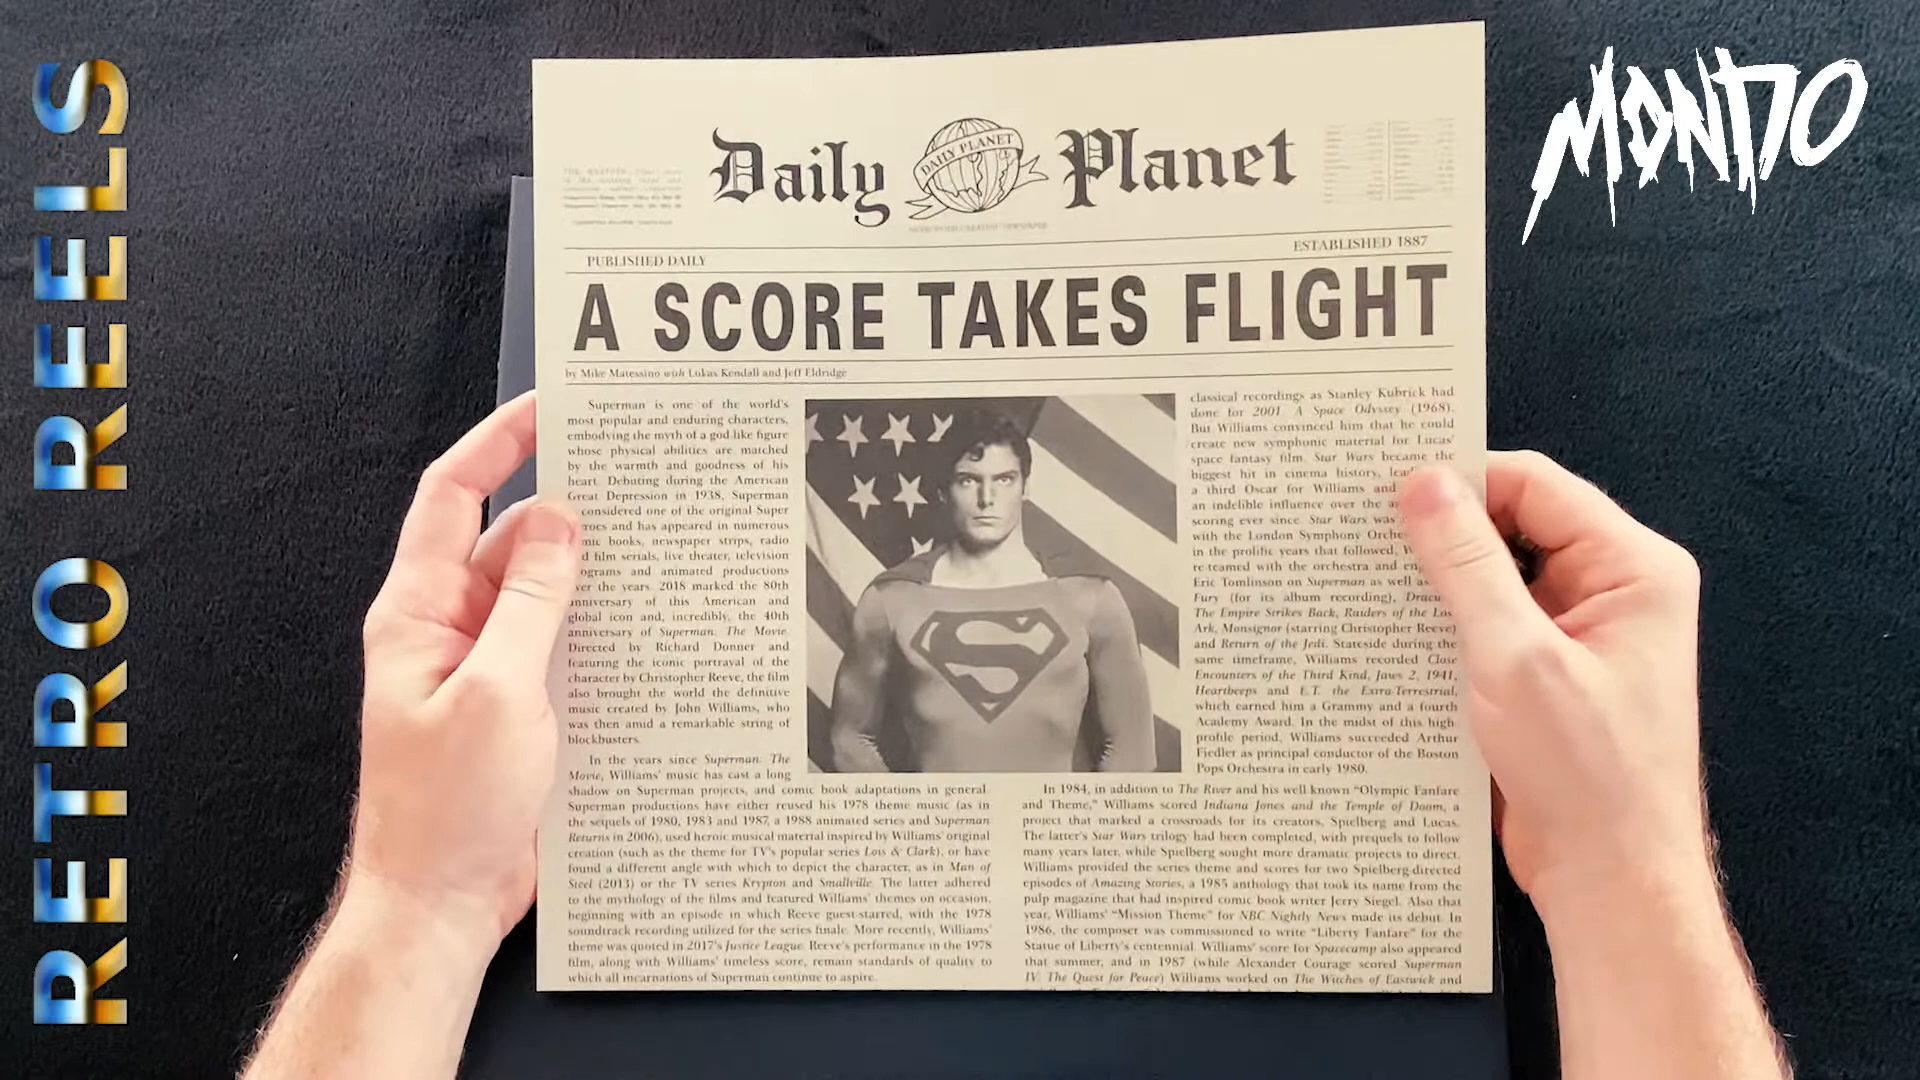 RETRO REELS
MONDO
Daily Planet
DAILY PLANET
PUBLISHED DAILY
ESTABLISHED 1887
A SCORE TAKES FLIGHT
by Mike Matessino with Lukas Kendall and Jeff Eldridge
Superman is one of the world's
most popular and enduring characters,
embodying the myth of a god-like figure
whose physical abilities are matched
by the warmth and goodness of his
heart. Debuting during the American
Great Depression in 1938, Superman
considered one of the original Super
and has appeared in numerous
books, newspaper strips, radio
film serials, live theater, television
and animated productions
the years. 2018 marked the 80th
anniversary of this American and
global icon and, incredibly, the 40th
anniversary of Superman: The Movie.
Directed by Richard Donner and
featuring the iconic portrayal of the
character by Christopher Reeve, the film
also brought the world the definitive
music created by John Williams, who
was then amid a remarkable string of
blockbusters.
In the years since Superman: The
Movie, Williams' music has cast a long
shadow on Superman projects, and comic book adaptations in general.
Superman productions have either reused his 1978 theme music (as in
the sequels of 1980, 1983 and 1987, a 1988 animated series and Superman
Returns in 2006), used heroic musical material inspired by Williams' original
creation (such as the theme for TV's popular series Lois & Clark), or have
found a different angle with which to depict the character, as in Man of
Steel (2013) or the TV series Krypton and Smallville. The latter adhered
to the mythology of the films and featured Williams' themes on occasion,
beginning with an episode in which Reeve guest-starred, with the 1978
soundtrack recording utilized for the series finale. More recently, Williams'
theme was quoted in 2017's Justice League. Reeve's performance in the 1978
film, along with Williams' timeless score, remain standards of quality to
which all incarnations of Superman continue to aspire.
classical recordings as Stanley Kubrick had
done for 2001: A Space Odyssey (1968).
But Williams convinced him that he could
create new symphonic material for Lucas'
space fantasy film. Star Wars became the
biggest hit in cinema history,
a third Oscar for Williams and
an indelible influence over the
scoring ever since. Star Wars was
with the London Symphony
in the prolific years that followed,
re-teamed with the orchestra and
Eric Tomlinson on Superman as well as
Fury (for its album recording),
The Empire Strikes Back, Raiders of the
Ark, Monsignor (starring Christopher Reeve)
and Return of the Jedi. Stateside during the
same timeframe, Williams recorded Close
Encounters of the Third Kind, Jaws 2, 1941,
Heartbeeps and E.T. the Extra-Terrestrial,
which earned him a Grammy and a fourth
Academy Award. In the midst of this high-
profile period, Williams succeeded Arthur
Fiedler as principal conductor of the Boston
Pops Orchestra in early 1980.
In 1984, in addition to The River and his well known “Olympic Fanfare
and Theme,” Williams scored Indiana Jones and the Temple of Doom, a
project that marked a crossroads for its creators, Spielberg and Lucas.
The latter's Star Wars trilogy had been completed, with prequels to follow
many years later, while Spielberg sought more dramatic projects to direct.
Williams provided the series theme and scores for two Spielberg-directed
episodes of Amazing Stories, a 1985 anthology that took its name from the
pulp magazine that had inspired comic book writer Jerry Siegel. Also that
year, Williams' “Mission Theme” for NBC Nightly News made its debut. In
1986, the composer was commissioned to write “Liberty Fanfare” for the
Statue of Liberty's centennial. Williams' score for Spacecamp also appeared
that summer, and in 1987 (while Alexander Courage scored Superman
IV: The Quest for Peace) Williams worked on The Witches of Eastwick and